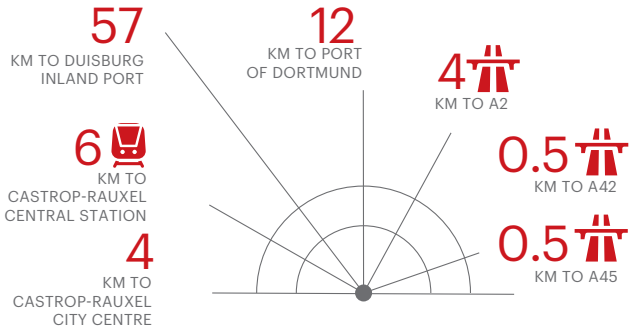 57
KM TO DUISBURG
INLAND PORT
12
KM TO PORT
OF DORTMUND
4
KM TO A2
6
KM TO
CASTROP-RAUXEL
CENTRAL STATION
0.5
KM TO A42
4
KM TO
CASTROP-RAUXEL
CITY CENTRE
0.5
KM TO A45